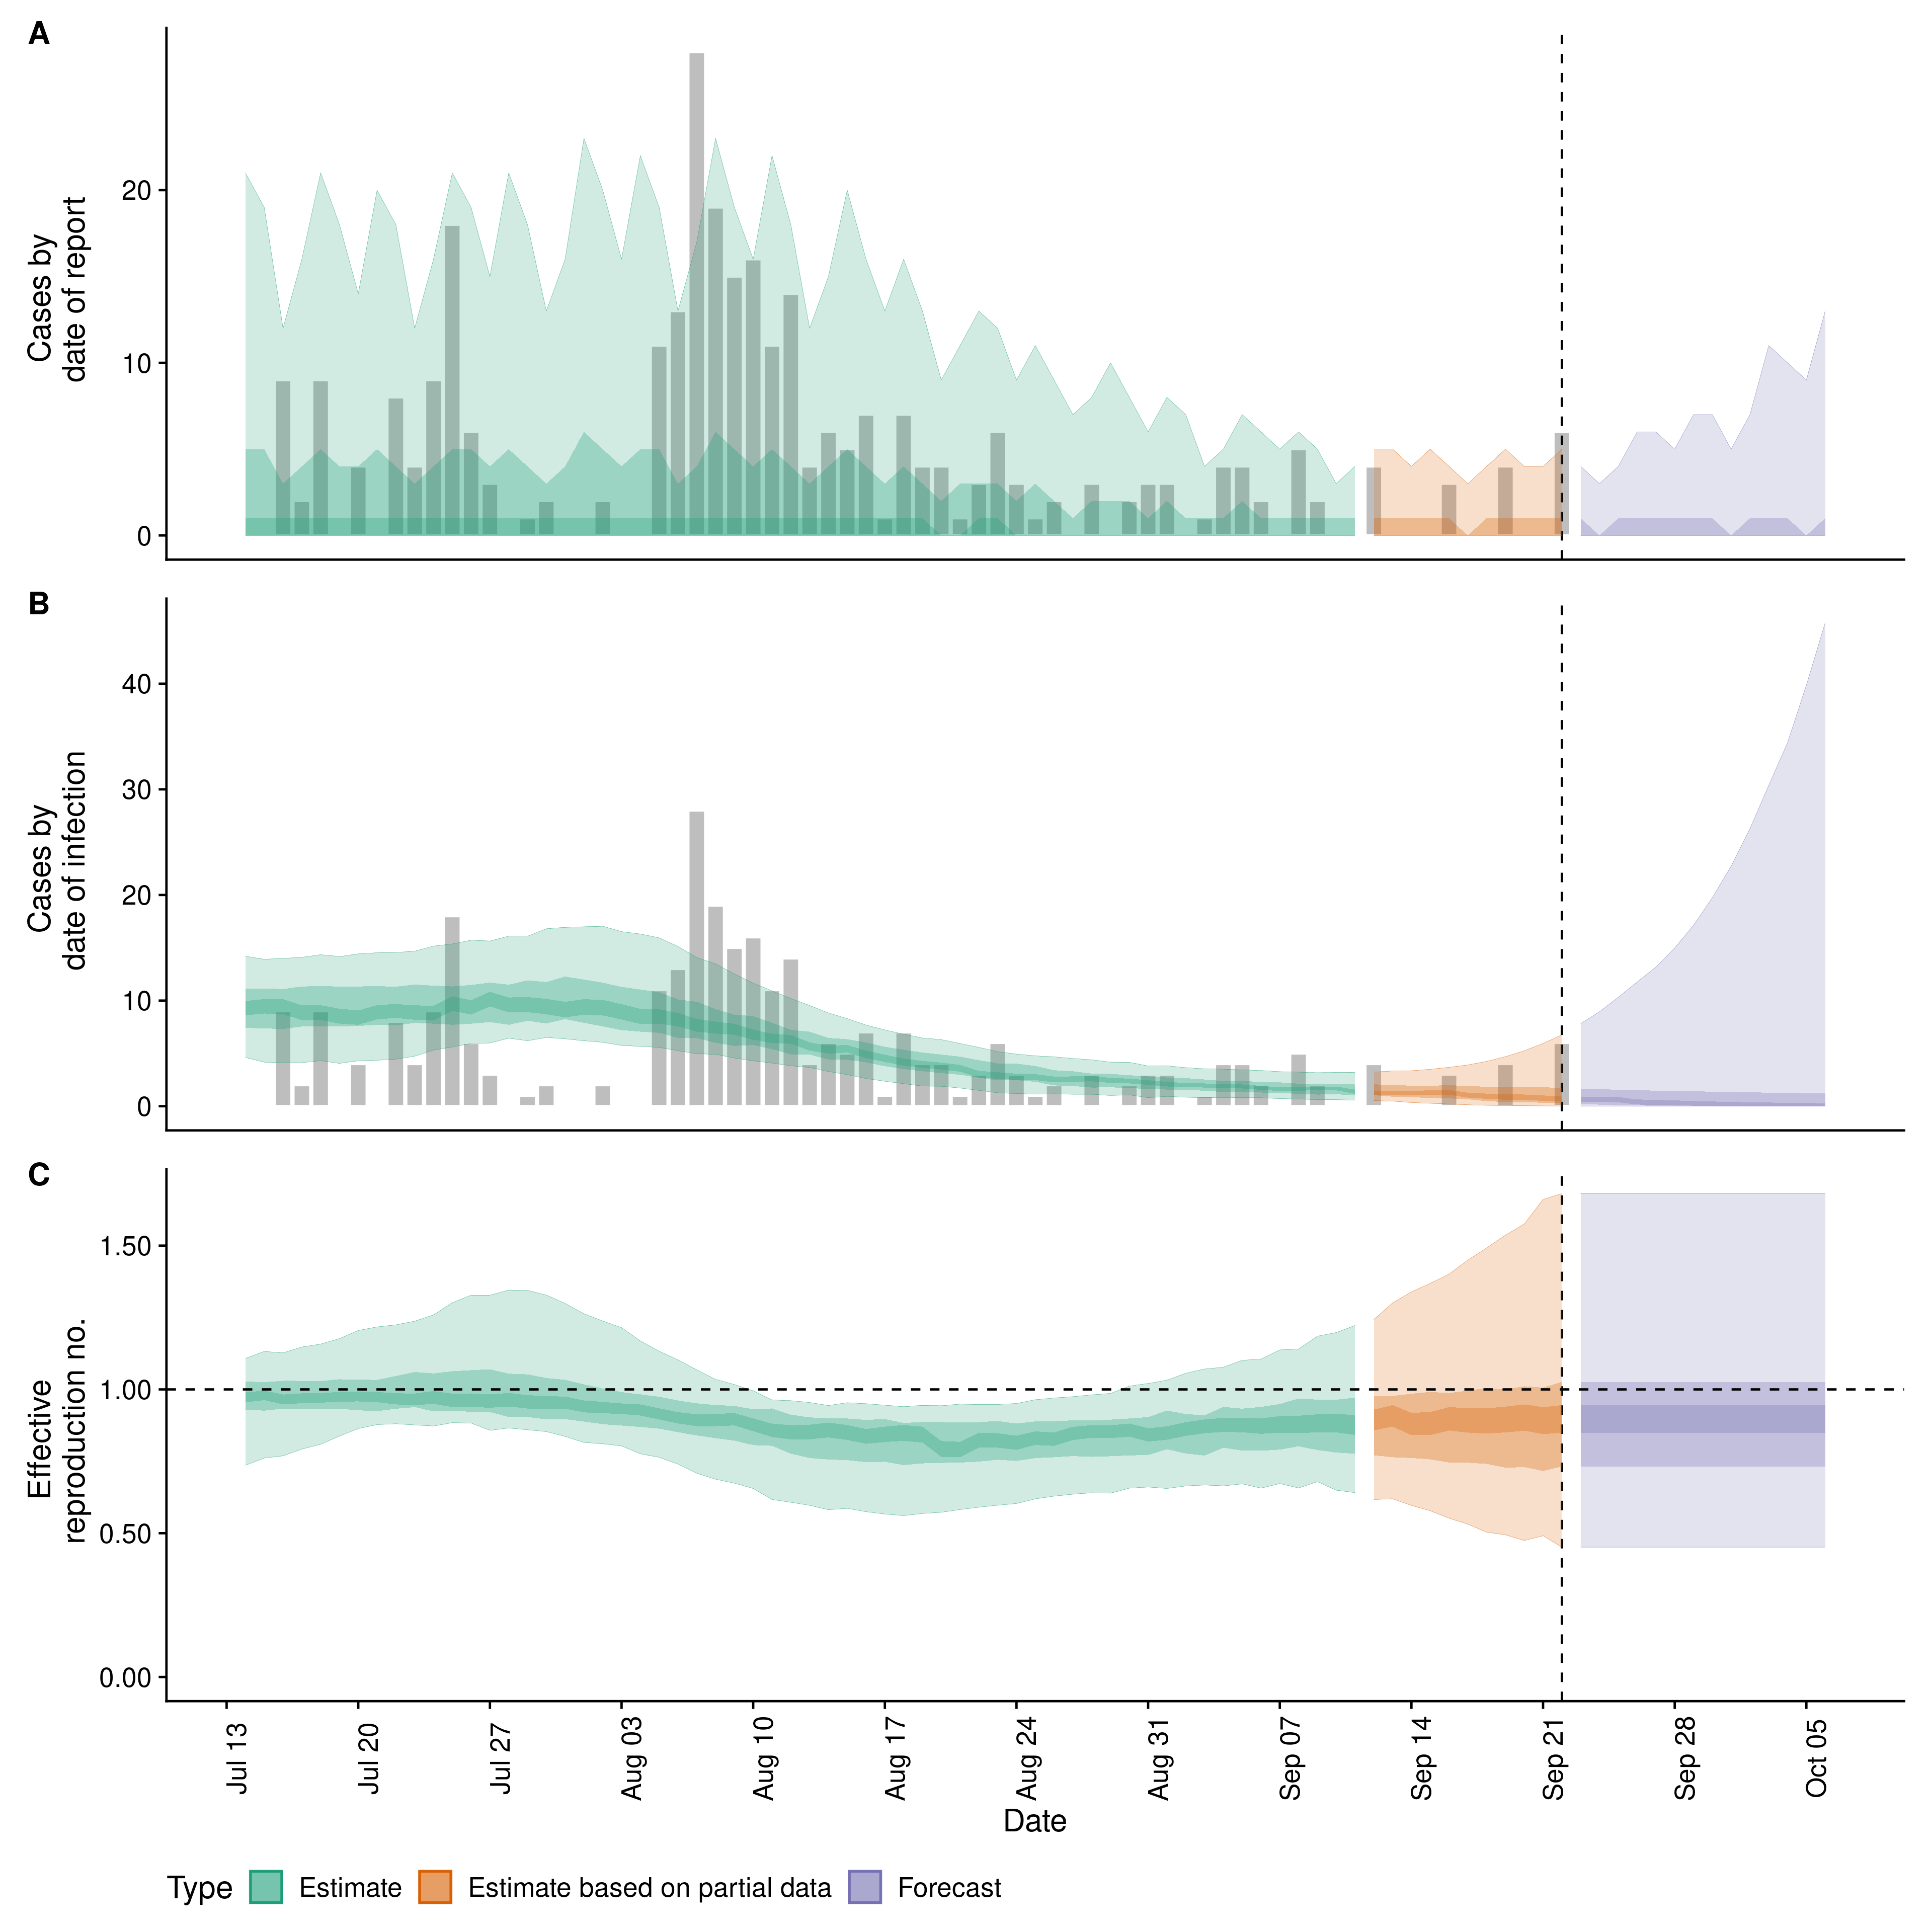 A
Cases by
date of report
20
10
0
B
Cases by
date of infection
40
30
20
10
0
C
Effective
reproduction no.
1.50
1.00
0.50
0.00
Jul 13
Jul 20
Jul 27
Aug 03
Aug 10
Aug 17
Aug 24
Aug 31
Sep 07
Sep 14
Sep 21
Sep 28
Oct 05
Date
Type Estimate Estimate based on partial data Forecast